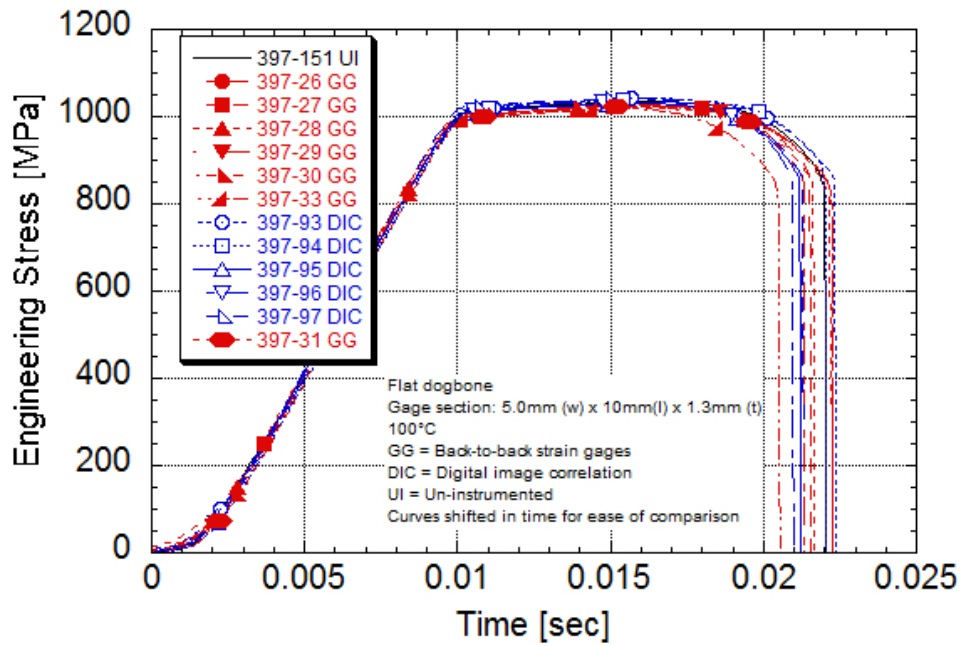 1200
1000
800
600
400
200
0
Engineering Stress [MPa]
397-151 UI
397-26 GG
397-27 GG
397-28 GG
397-29 GG
397-30 GG
397-33 GG
397-93 DIC
397-94 DIC
397-95 DIC
397-96 DIC
397-97 DIC
397-31 GG
Flat dogbone
Gage section: 5.0mm (w) x 10mm(l) x 1.3mm (t)
100°C
GG = Back-to-back strain gages
DIC = Digital image correlation
UI = Un-instrumented
Curves shifted in time for ease of comparison
0 0.005 0.01 0.015 0.02 0.025
Time [sec]